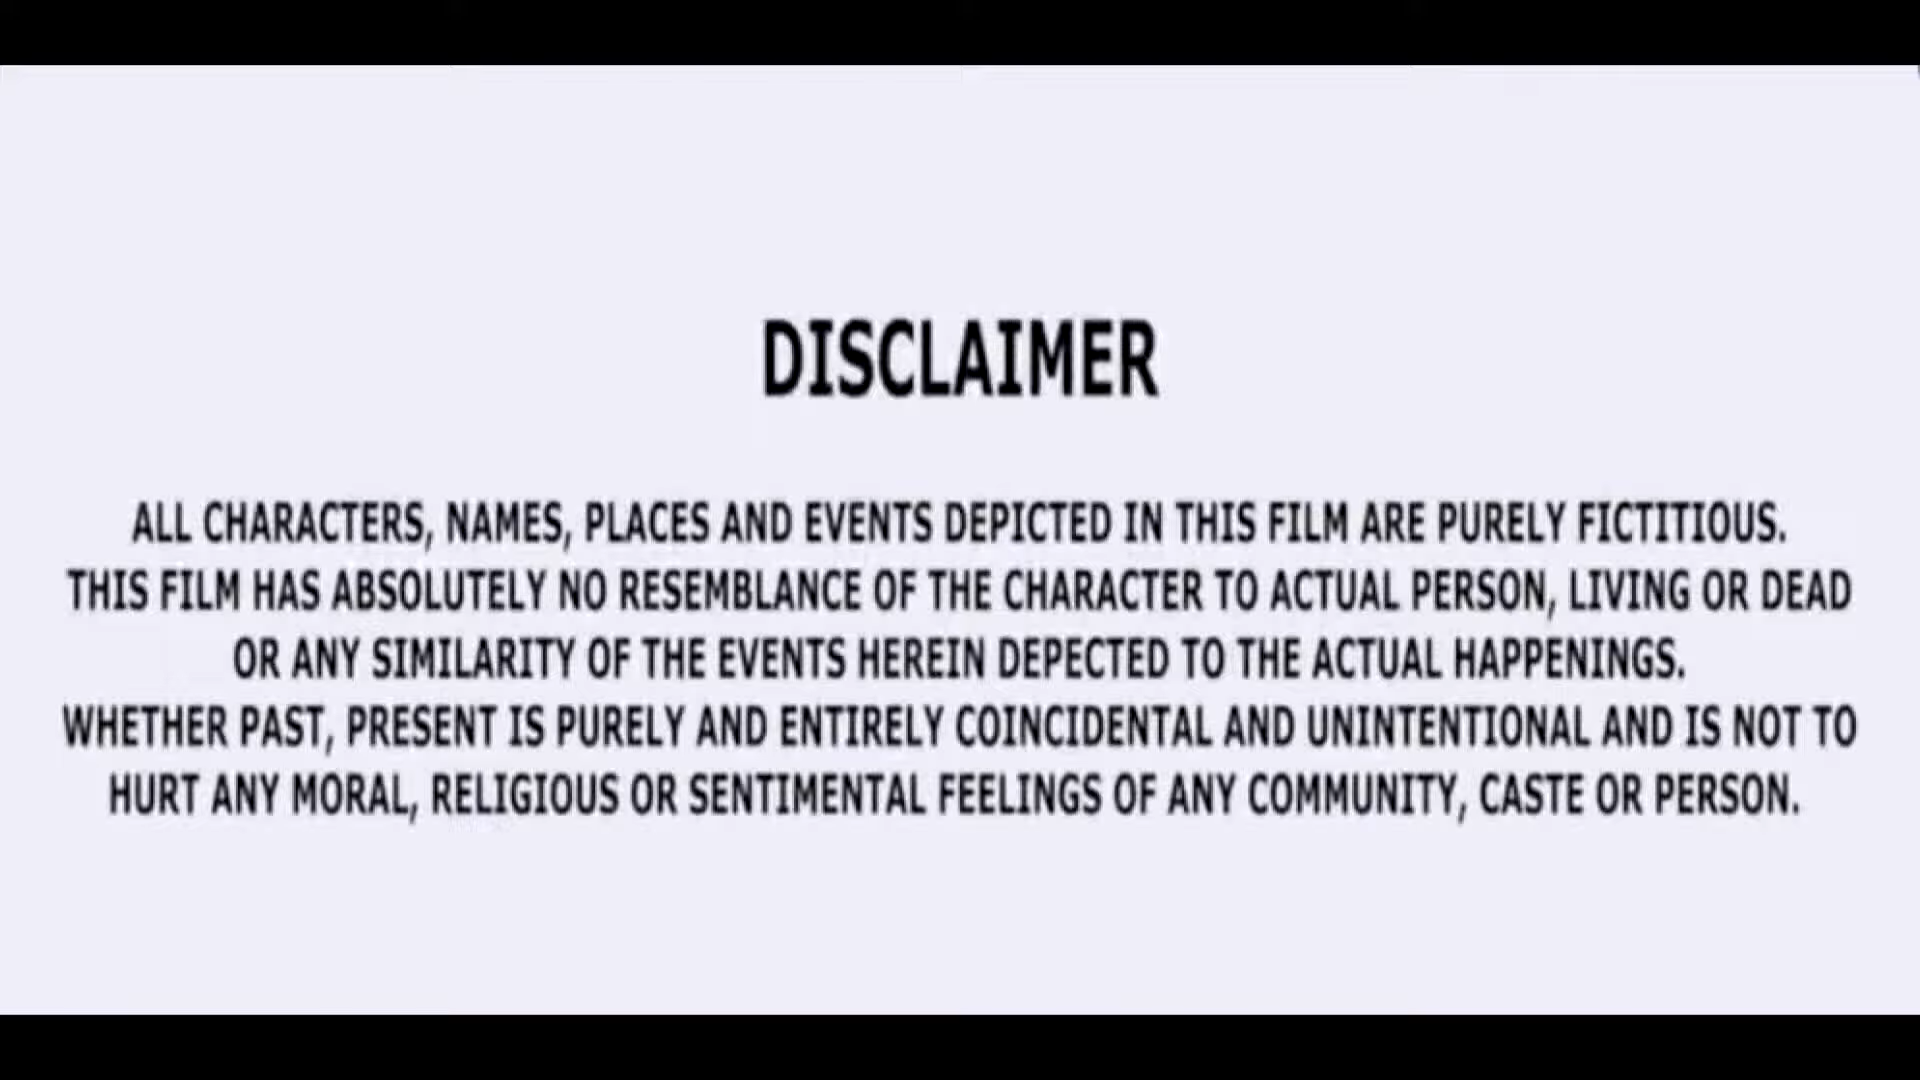 DISCLAIMER
ALL CHARACTERS, NAMES, PLACES AND EVENTS DEPICTED IN THIS FILM ARE PURELY FICTITIOUS.
THIS FILM HAS ABSOLUTELY NO RESEMBLANCE OF THE CHARACTER TO ACTUAL PERSON, LIVING OR DEAD
OR ANY SIMILARITY OF THE EVENTS HEREIN DEPECTED TO THE ACTUAL HAPPENINGS.
WHETHER PAST, PRESENT IS PURELY AND ENTIRELY COINCIDENTAL AND UNINTENTIONAL AND IS NOT TO
HURT ANY MORAL, RELIGIOUS OR SENTIMENTAL FEELINGS OF ANY COMMUNITY, CASTE OR PERSON.